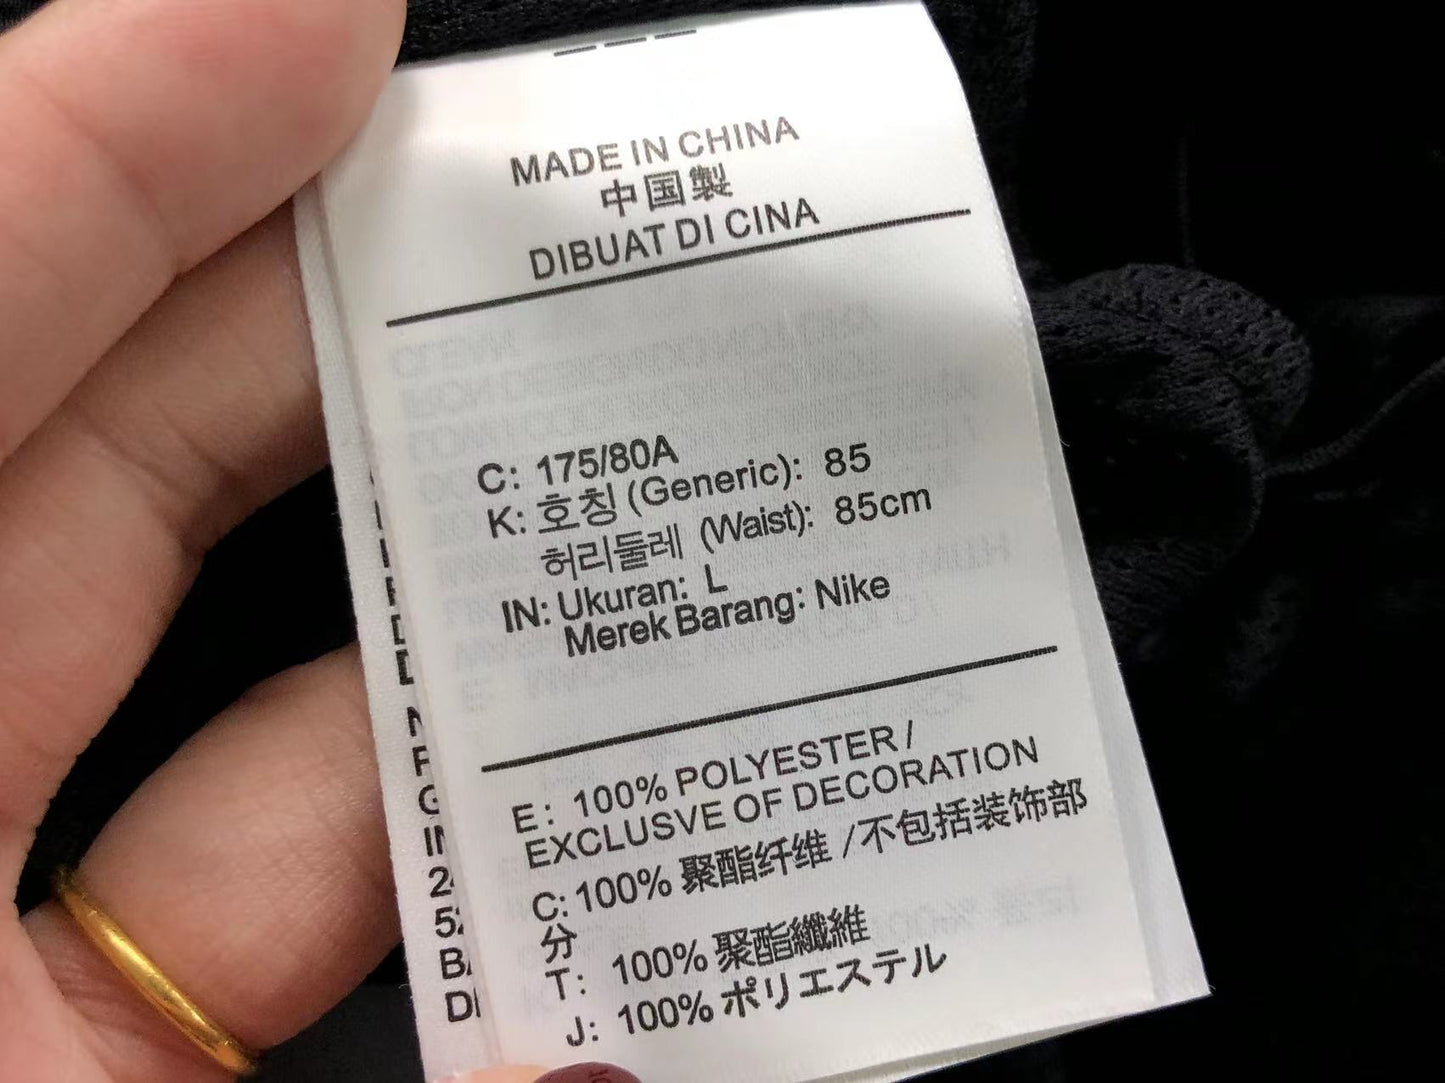 MADE IN CHINA
中国製
DIBUAT DI CINA
C: 175/80A
K: 호칭 (Generic): 85
허리둘레 (Waist): 85cm
IN: Ukuran: L
Merek Barang: Nike
E: 100% POLYESTER /
EXCLUSVE OF DECORATION
C: 100% 聚酯纤维 /不包括装饰部
分
T: 100% 聚酯纖維
J: 100% ポリエステル